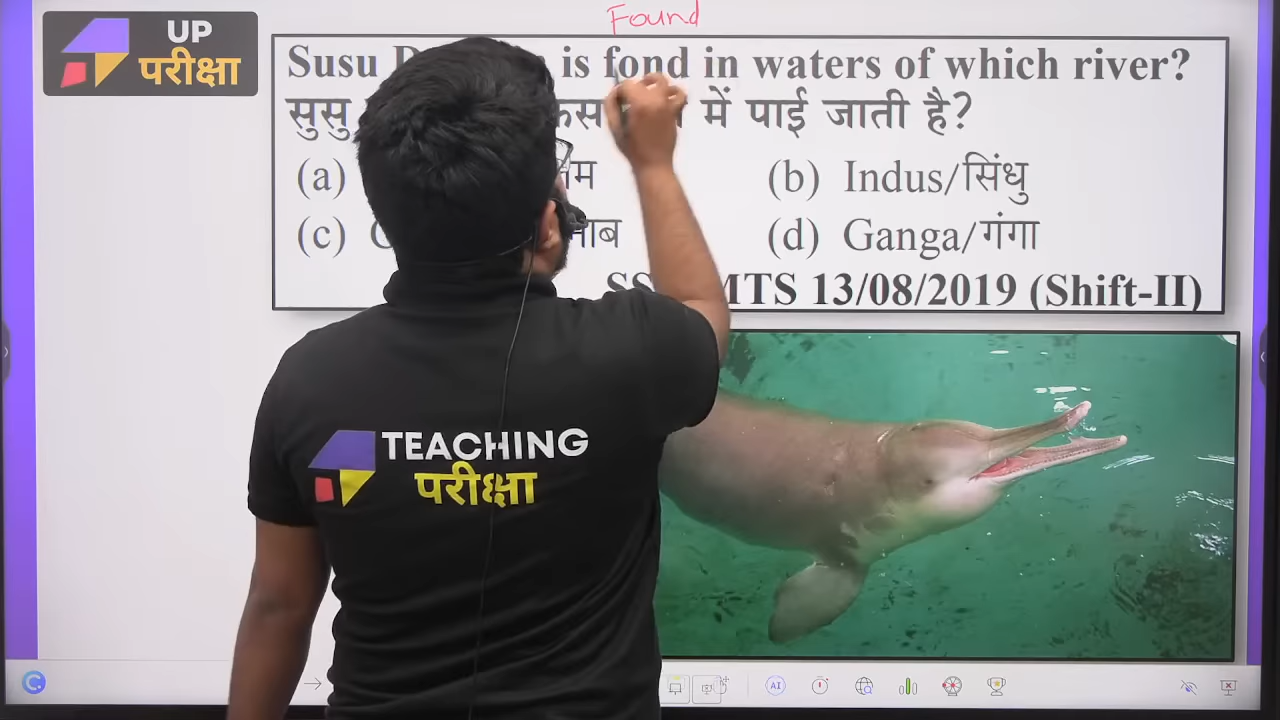 UP
परीक्षा
Found
Susu is fond in waters of which river?
सुसु में पाई जाती है?
(a) (b) Indus/सिंधु
(c) (d) Ganga/गंगा
MTS 13/08/2019 (Shift-II)
TEACHING
परीक्षा
AI